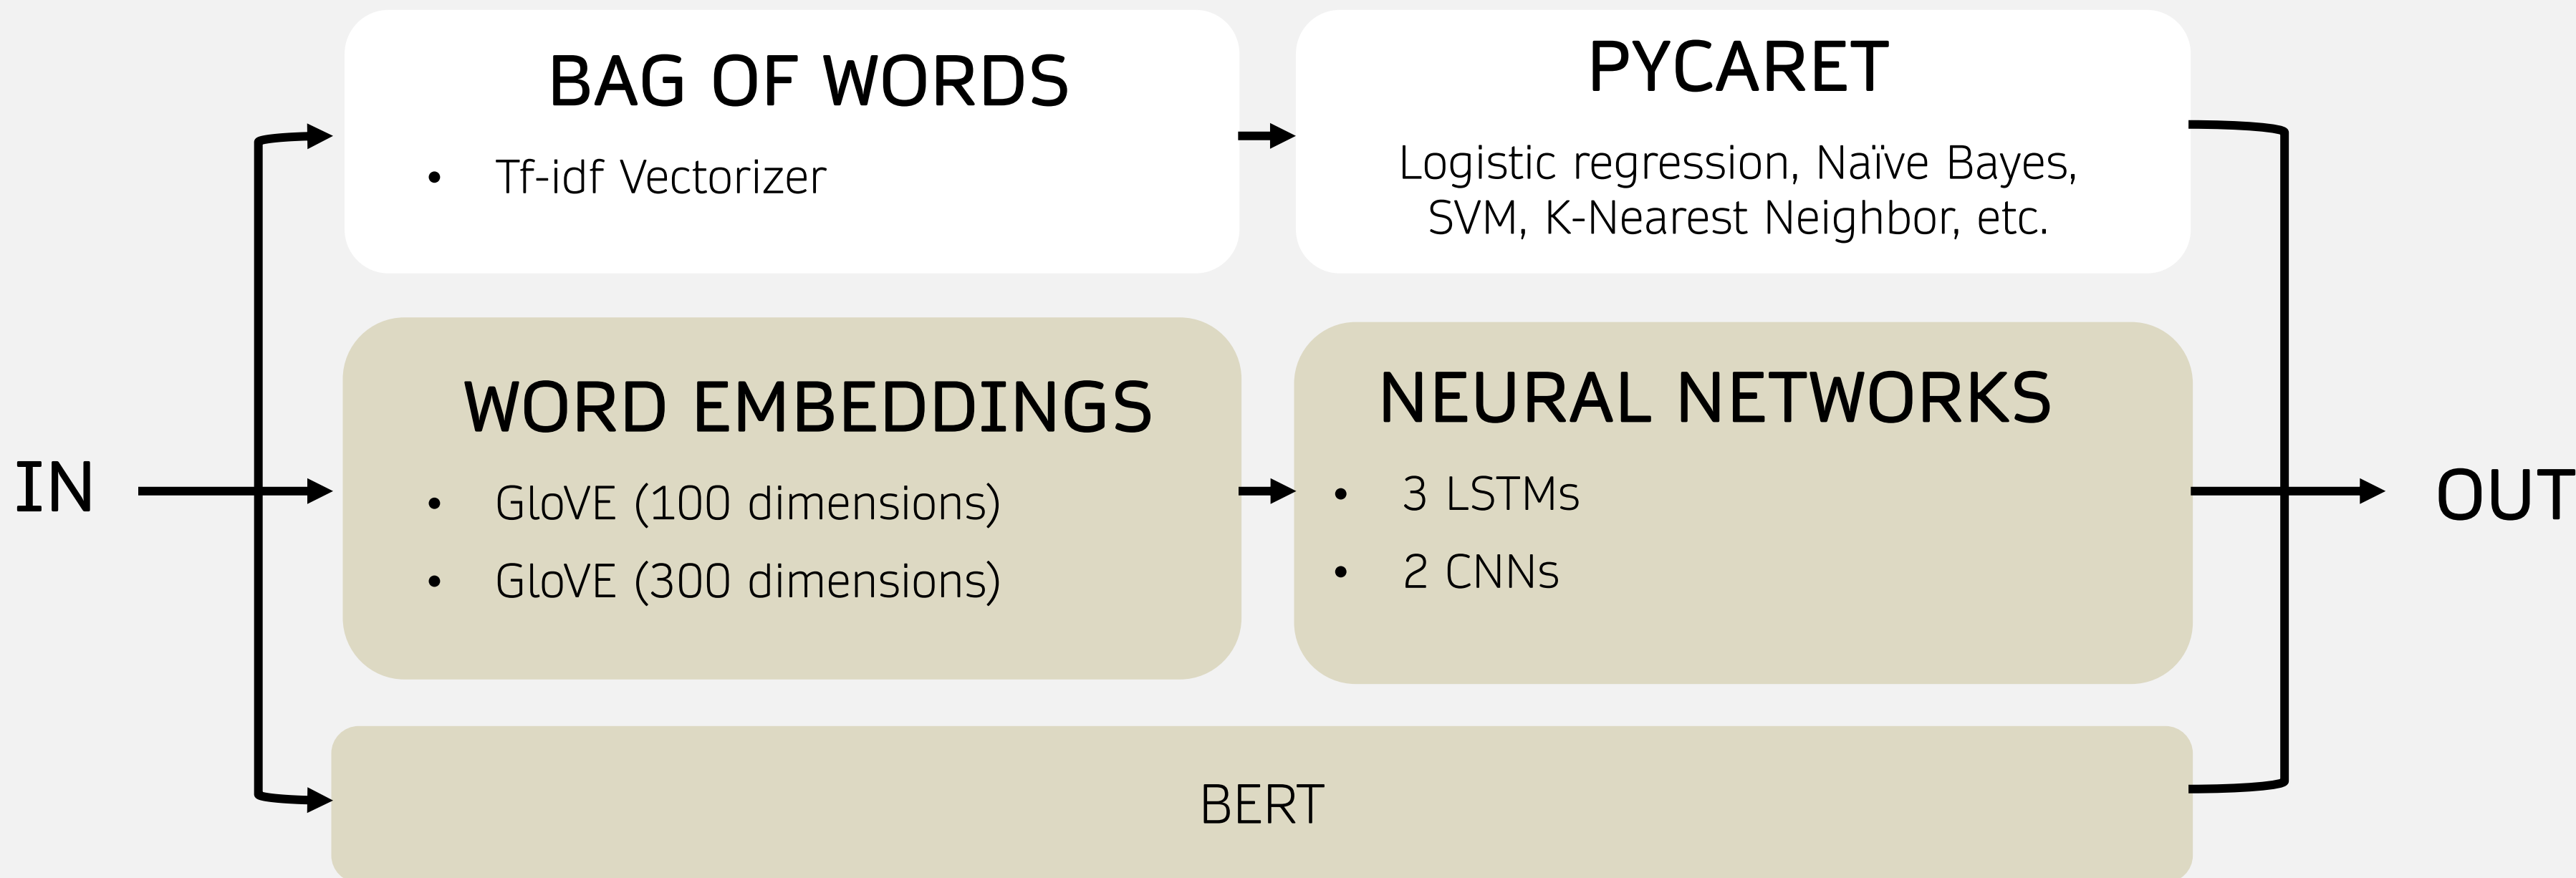 BAG OF WORDS
• Tf-idf Vectorizer
PYCARET
Logistic regression, Naïve Bayes,
SVM, K-Nearest Neighbor, etc.
IN
WORD EMBEDDINGS
• GloVE (100 dimensions)
• GloVE (300 dimensions)
NEURAL NETWORKS
• 3 LSTMs
• 2 CNNs
OUT
BERT